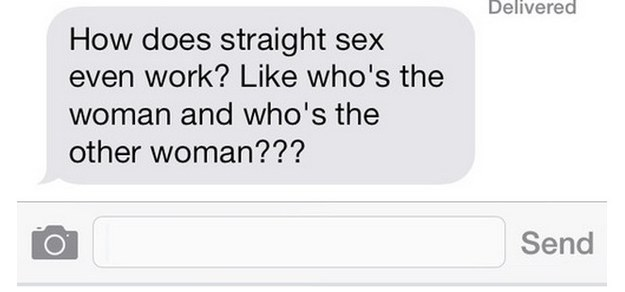 Delivered
How does straight sex
even work? Like who's the
woman and who's the
other woman???
Send